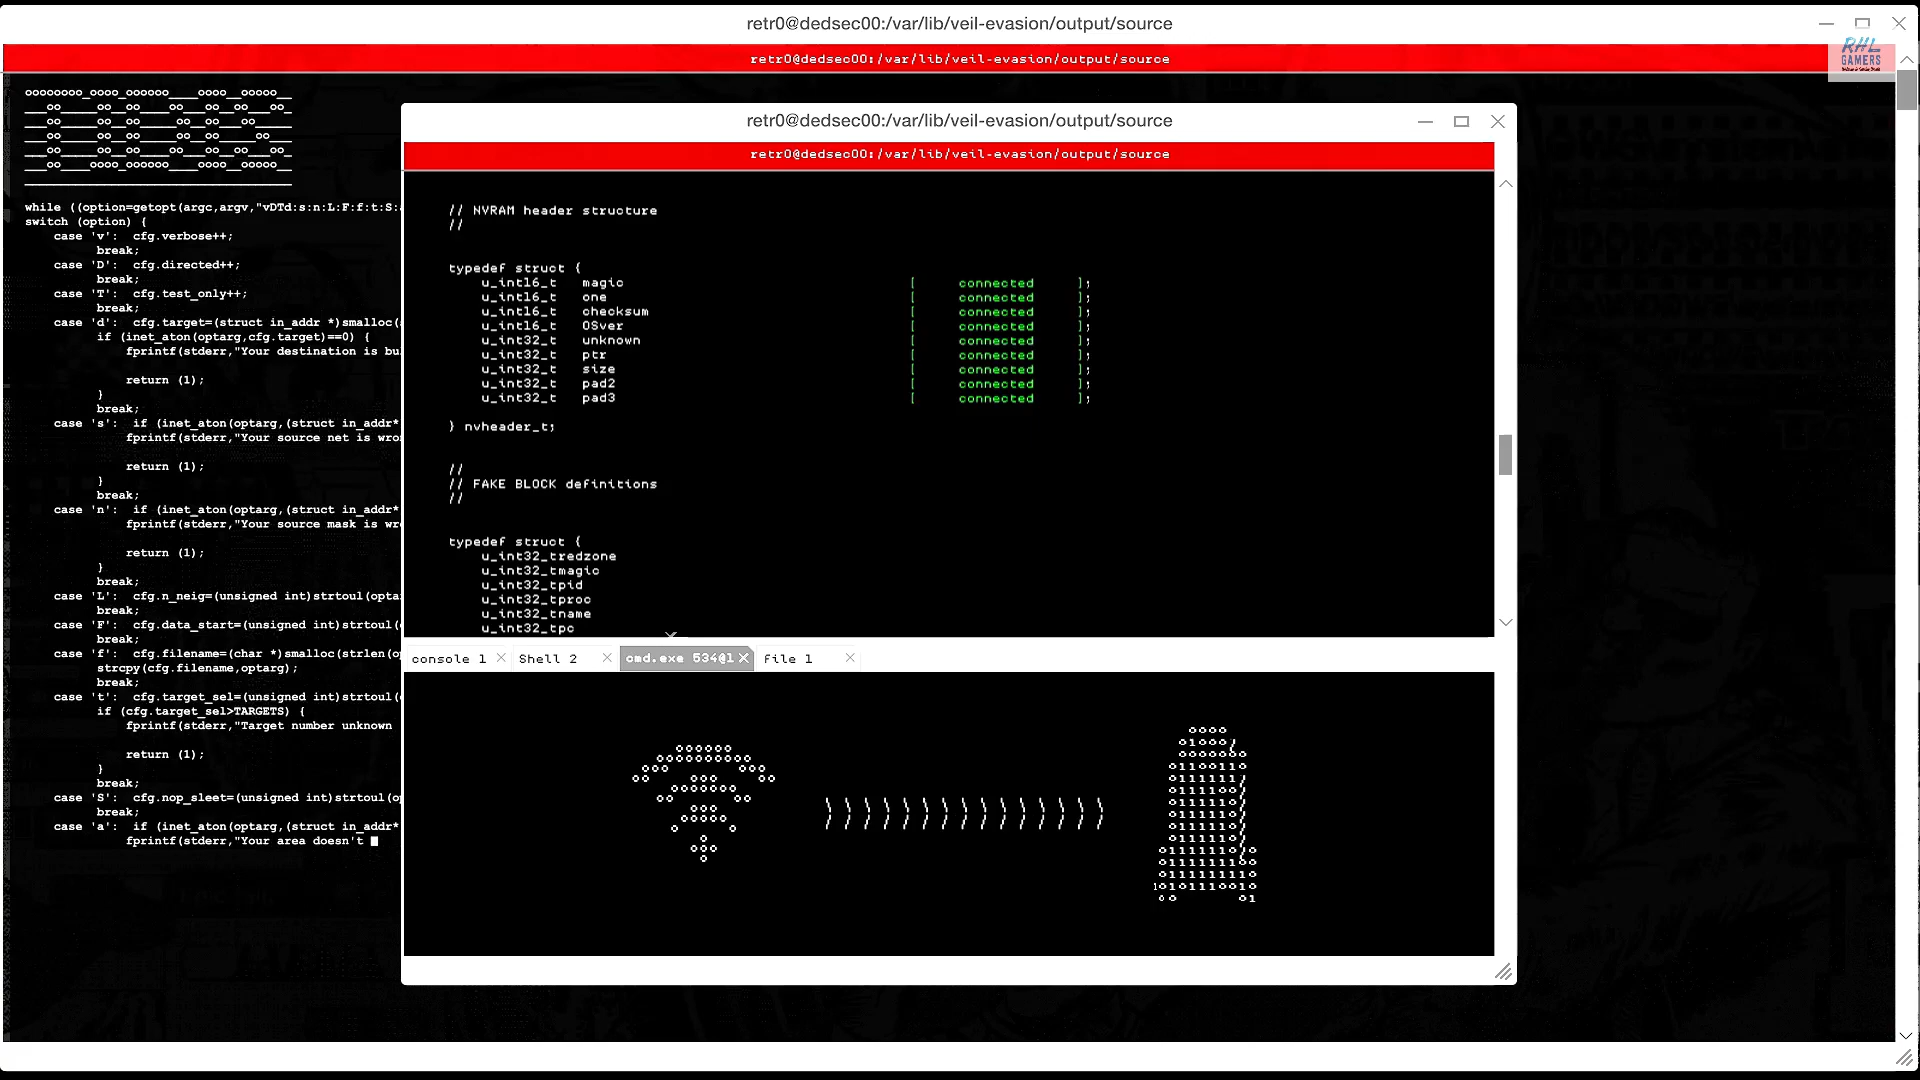 retr0@dedsec00:/var/lib/veil-evasion/output/source
retr0@dedsec00:/var/lib/veil-evasion/output/source
RHL
GAMERS
while ((option=getopt(argc,argv,"vDTd:s:n:L:F:f:t:S:
switch (option) {
case 'v': cfg.verbose++;
break;
case 'D': cfg.directed++;
break;
case 'T': cfg.test_only++;
break;
case 'd': cfg.target=(struct in_addr *)smalloc(
if (inet_aton(optarg,cfg.target)==0) {
fprintf(stderr,"Your destination is bu
return (1);
}
break;
case 's': if (inet_aton(optarg,(struct in_addr*
fprintf(stderr,"Your source net is wro
return (1);
}
break;
case 'n': if (inet_aton(optarg,(struct in_addr*
fprintf(stderr,"Your source mask is wr
return (1);
}
break;
case 'L': cfg.n_neig=(unsigned int)strtoul(opta
break;
case 'F': cfg.data_start=(unsigned int)strtoul(
break;
case 'f': cfg.filename=(char *)smalloc(strlen(o
strcpy(cfg.filename,optarg);
break;
case 't': cfg.target_sel=(unsigned int)strtoul(
if (cfg.target_sel>TARGETS) {
fprintf(stderr,"Target number unknown
return (1);
}
break;
case 'S': cfg.nop_sleet=(unsigned int)strtoul(o
break;
case 'a': if (inet_aton(optarg,(struct in_addr*
fprintf(stderr,"Your area doesn't
retr0@dedsec00:/var/lib/veil-evasion/output/source
retr0@dedsec00:/var/lib/veil-evasion/output/source
// NVRAM header structure
//
typedef struct {
u_int16_t magic [ connected ];
u_int16_t one [ connected ];
u_int16_t checksum [ connected ];
u_int16_t OSver [ connected ];
u_int32_t unknown [ connected ];
u_int32_t ptr [ connected ];
u_int32_t size [ connected ];
u_int32_t pad2 [ connected ];
u_int32_t pad3 [ connected ];
} nvheader_t;
//
// FAKE BLOCK definitions
//
typedef struct {
u_int32_tredzone
u_int32_tmagic
u_int32_tpid
u_int32_tproc
u_int32_tname
u_int32_tpc
console 1 Shell 2 cmd.exe 534@1 File 1